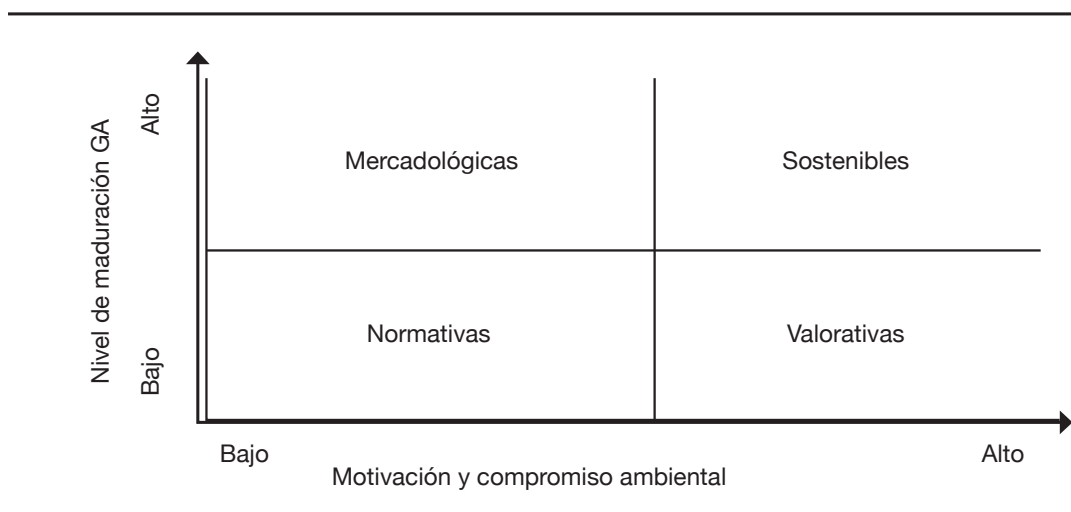 Nivel de maduración GA
Alto
Bajo
Mercadológicas
Sostenibles
Normativas
Valorativas
Bajo
Alto
Motivación y compromiso ambiental